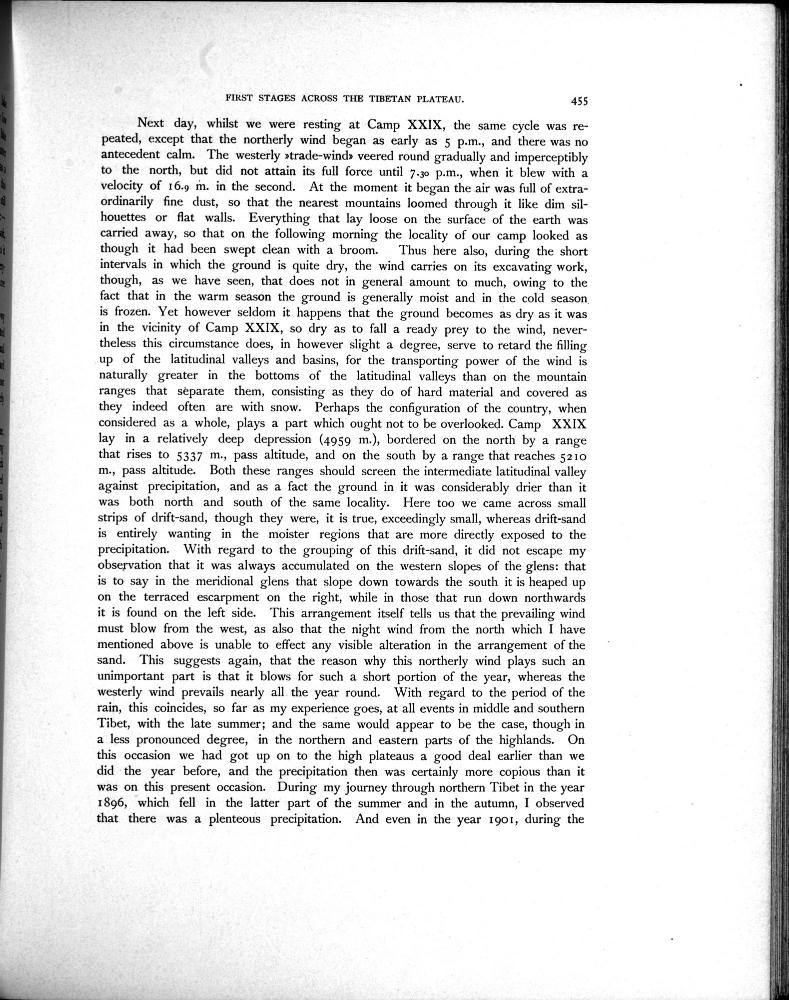 FIRST STAGES ACROSS THE TIBETAN PLATEAU. 455
Next day, whilst we were resting at Camp XXIX, the same cycle was re-
peated, except that the northerly wind began as early as 5 p.m., and there was no
antecedent calm. The westerly »trade-wind» veered round gradually and imperceptibly
to the north, but did not attain its full force until 7.30 p.m., when it blew with a
velocity of 16.9 m. in the second. At the moment it began the air was full of extra-
ordinarily fine dust, so that the nearest mountains loomed through it like dim sil-
houettes or flat walls. Everything that lay loose on the surface of the earth was
carried away, so that on the following morning the locality of our camp looked as
though it had been swept clean with a broom. Thus here also, during the short
intervals in which the ground is quite dry, the wind carries on its excavating work,
though, as we have seen, that does not in general amount to much, owing to the
fact that in the warm season the ground is generally moist and in the cold season
is frozen. Yet however seldom it happens that the ground becomes as dry as it was
in the vicinity of Camp XXIX, so dry as to fall a ready prey to the wind, never-
theless this circumstance does, in however slight a degree, serve to retard the filling
up of the latitudinal valleys and basins, for the transporting power of the wind is
naturally greater in the bottoms of the latitudinal valleys than on the mountain
ranges that separate them, consisting as they do of hard material and covered as
they indeed often are with snow. Perhaps the configuration of the country, when
considered as a whole, plays a part which ought not to be overlooked. Camp XXIX
lay in a relatively deep depression (4959 m.), bordered on the north by a range
that rises to 5337 m., pass altitude, and on the south by a range that reaches 5210
m., pass altitude. Both these ranges should screen the intermediate latitudinal valley
against precipitation, and as a fact the ground in it was considerably drier than it
was both north and south of the same locality. Here too we came across small
strips of drift-sand, though they were, it is true, exceedingly small, whereas drift-sand
is entirely wanting in the moister regions that are more directly exposed to the
precipitation. With regard to the grouping of this drift-sand, it did not escape my
observation that it was always accumulated on the western slopes of the glens: that
is to say in the meridional glens that slope down towards the south it is heaped up
on the terraced escarpment on the right, while in those that run down northwards
it is found on the left side. This arrangement itself tells us that the prevailing wind
must blow from the west, as also that the night wind from the north which I have
mentioned above is unable to effect any visible alteration in the arrangement of the
sand. This suggests again, that the reason why this northerly wind plays such an
unimportant part is that it blows for such a short portion of the year, whereas the
westerly wind prevails nearly all the year round. With regard to the period of the
rain, this coincides, so far as my experience goes, at all events in middle and southern
Tibet, with the late summer; and the same would appear to be the case, though in
a less pronounced degree, in the northern and eastern parts of the highlands. On
this occasion we had got up on to the high plateaus a good deal earlier than we
did the year before, and the precipitation then was certainly more copious than it
was on this present occasion. During my journey through northern Tibet in the year
1896, which fell in the latter part of the summer and in the autumn, I observed
that there was a plenteous precipitation. And even in the year 1901, during the